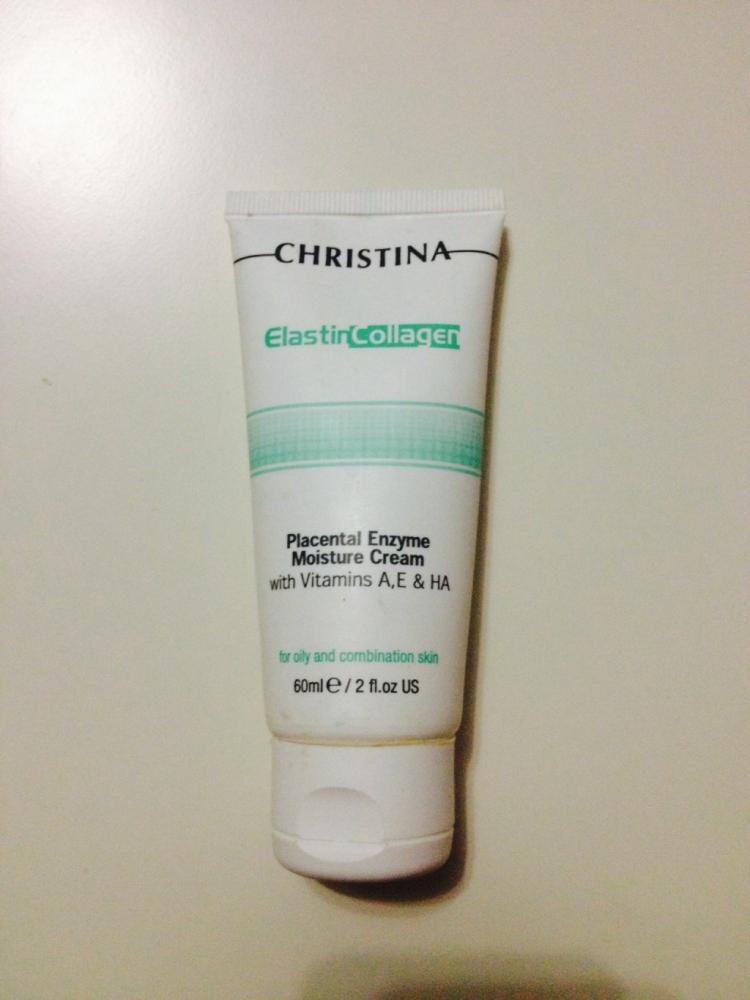 CHRISTINA
ElastinCollagen
Placental Enzyme
Moisture Cream
with Vitamins A,E & HA
for oily and combination skin
60ml℮ / 2 fl.oz US